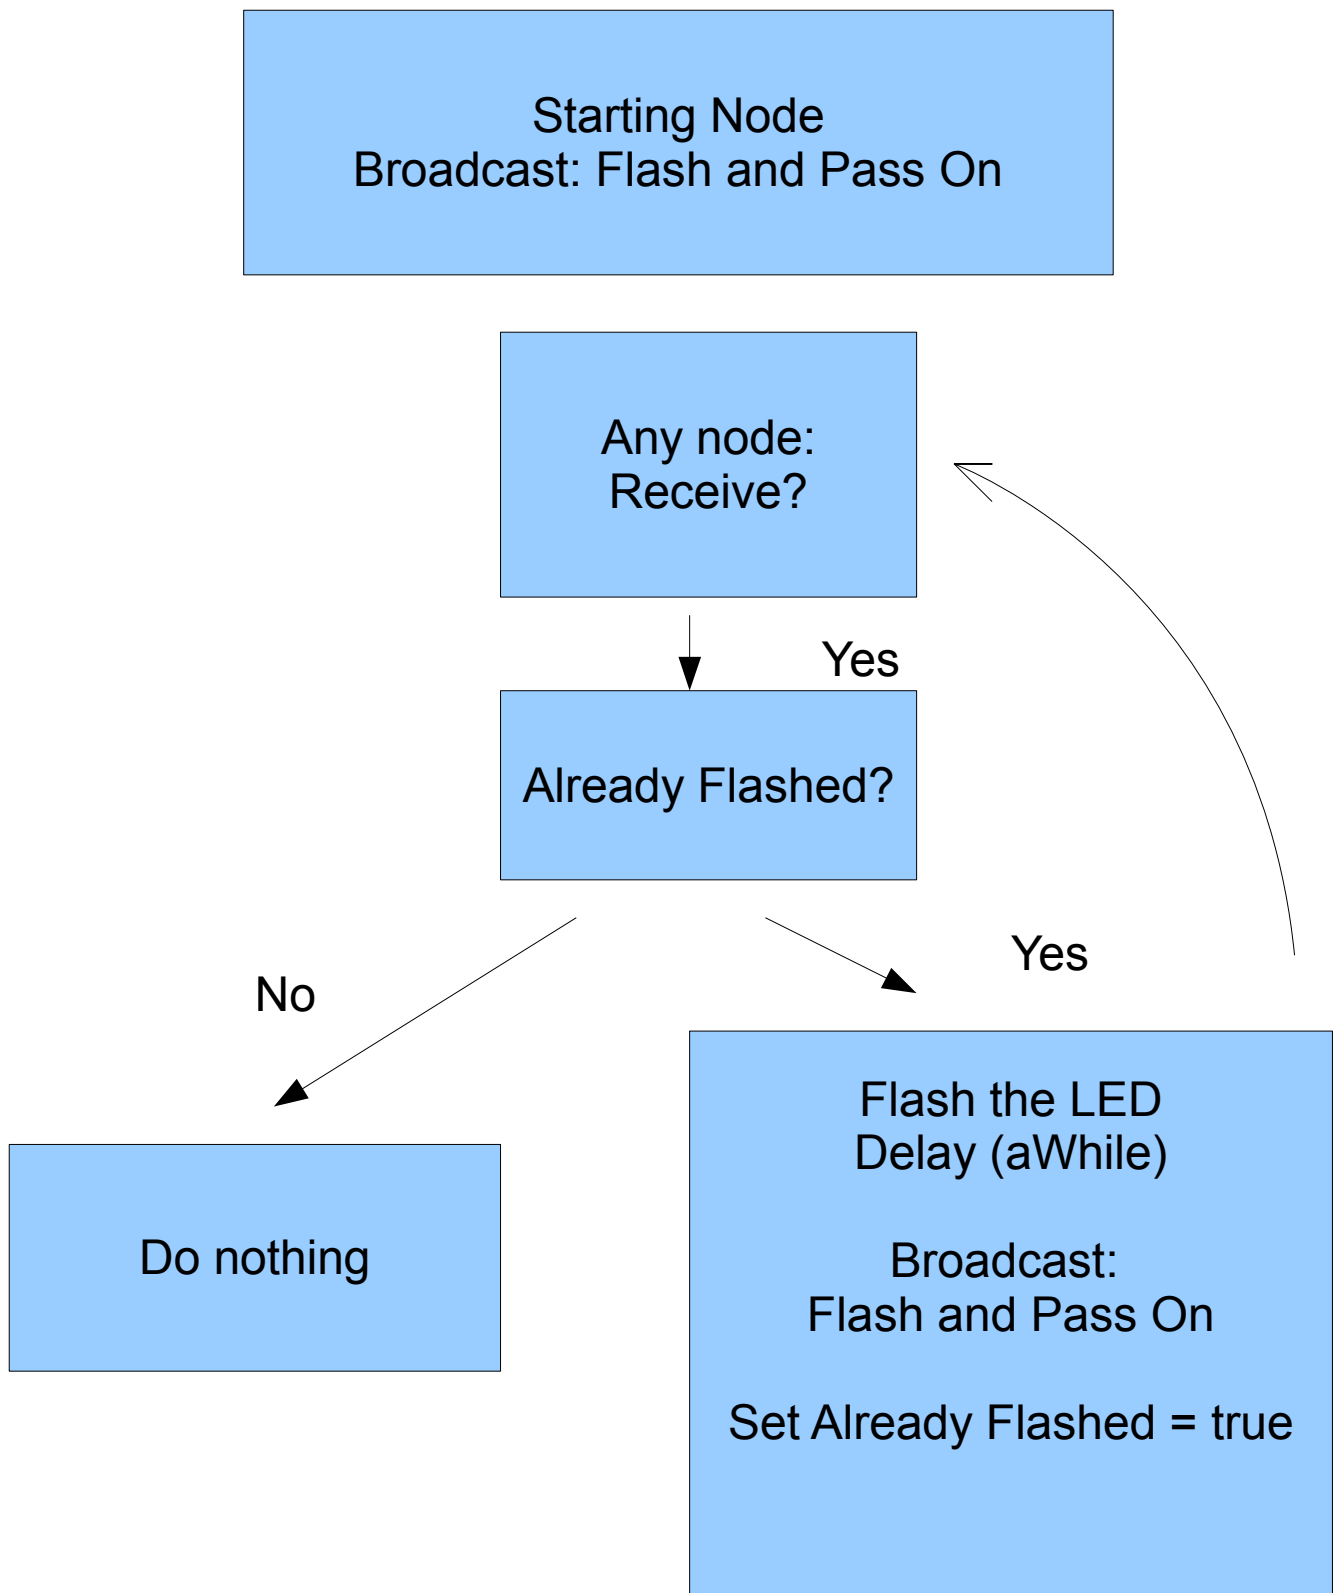 Starting Node
Broadcast: Flash and Pass On
Any node:
Receive?
Yes
Already Flashed?
No
Yes
Do nothing
Flash the LED
Delay (aWhile)
Broadcast:
Flash and Pass On
Set Already Flashed = true